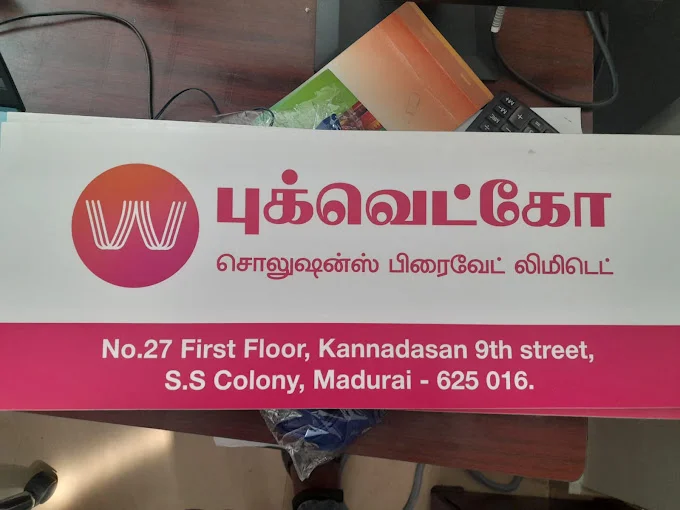 புக்வெட்கோ
சொலுஷன்ஸ் பிரைவேட் லிமிடெட்
No.27 First Floor, Kannadasan 9th street,
S.S Colony, Madurai - 625 016.